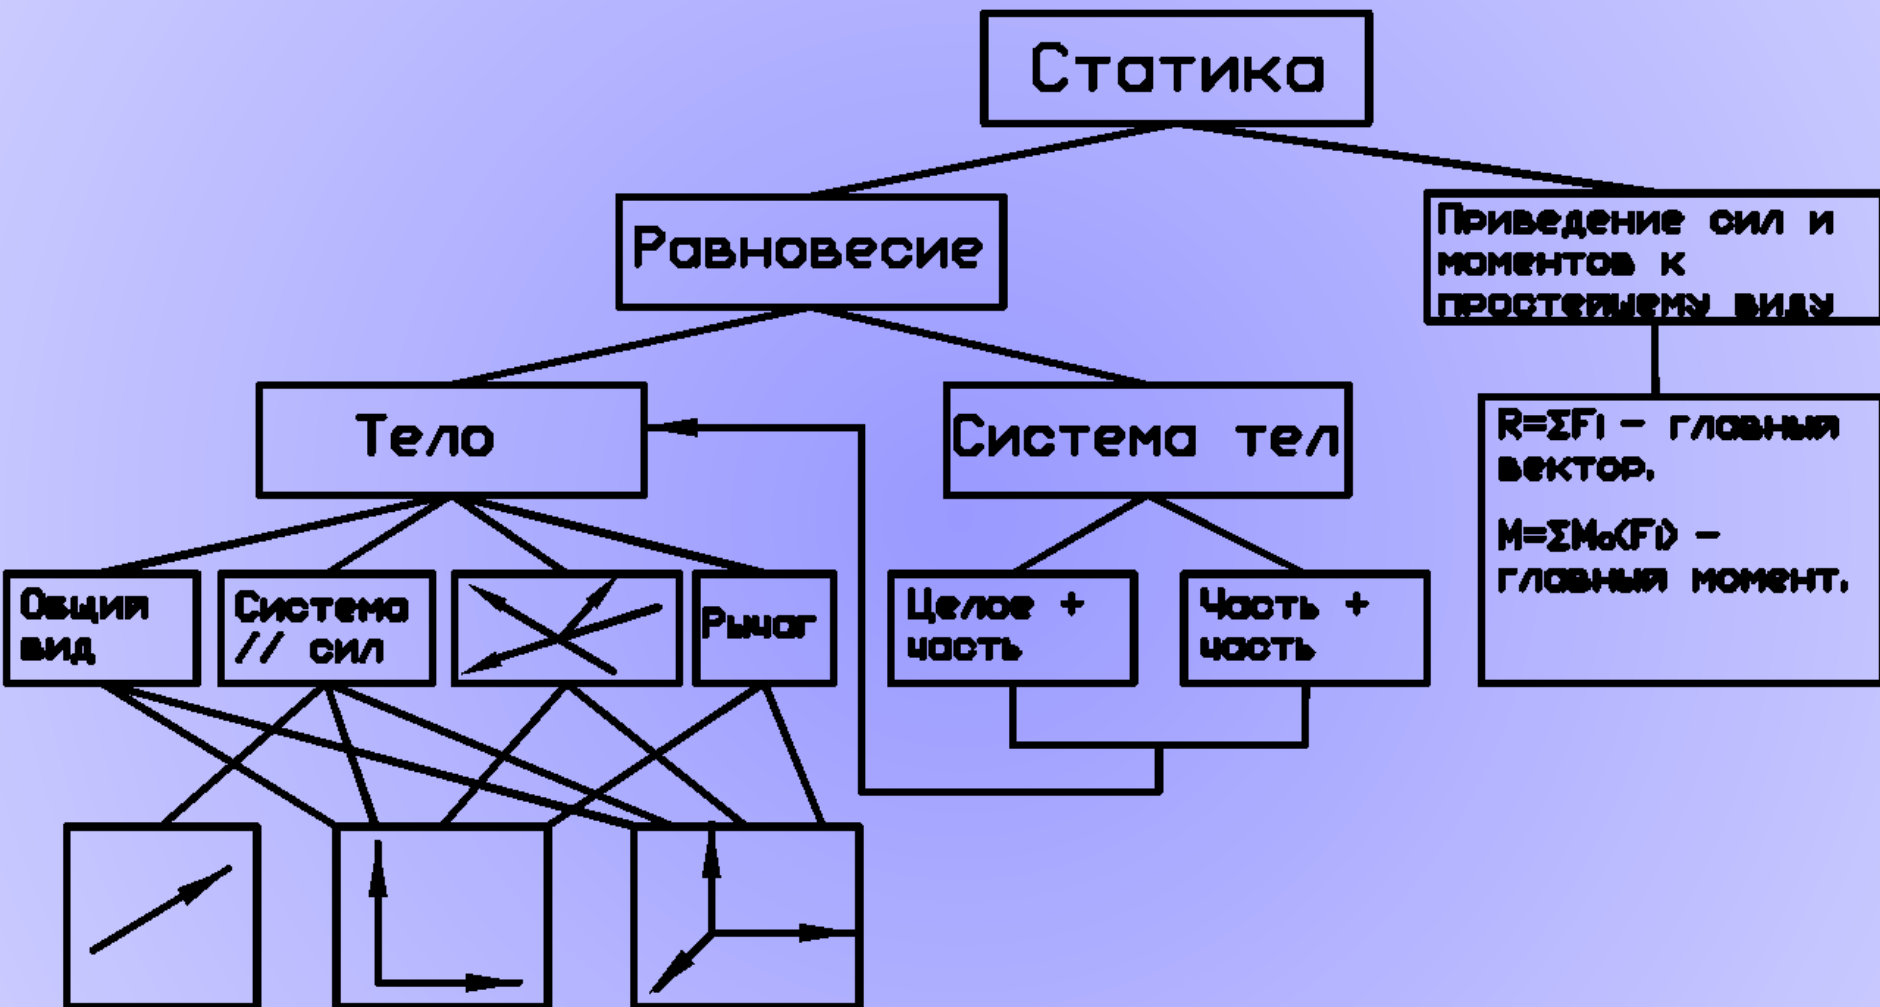 Статика
Равновесие
Приведение сил и
моментов к
простейшему виду
Тело
Система тел
R=ΣFi – главный
вектор.
M=ΣMo(Fi) –
главный момент.
Общий
вид
Система
// сил
Рычаг
Целое +
часть
Часть +
часть